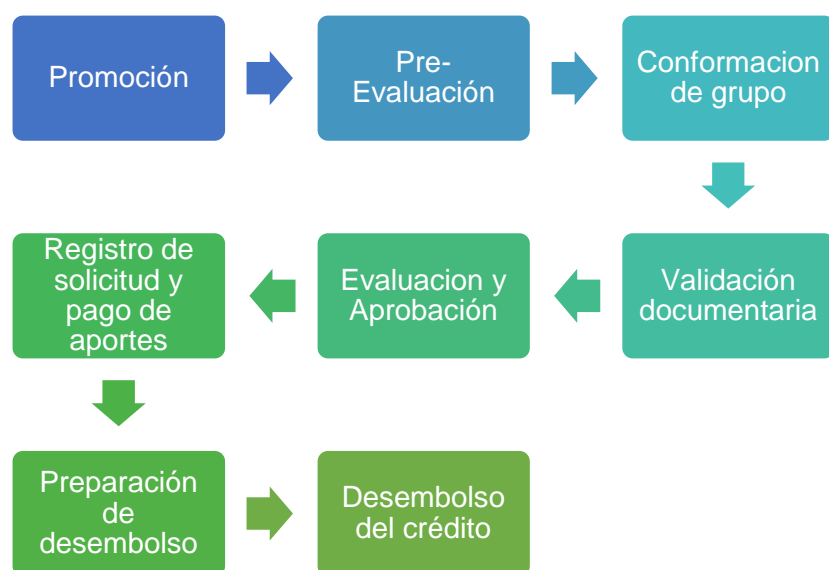 Promoción
Pre-
Evaluación
Conformacion
de grupo
Validación
documentaria
Evaluacion y
Aprobación
Registro de
solicitud y
pago de
aportes
Preparación
de
desembolso
Desembolso
del crédito